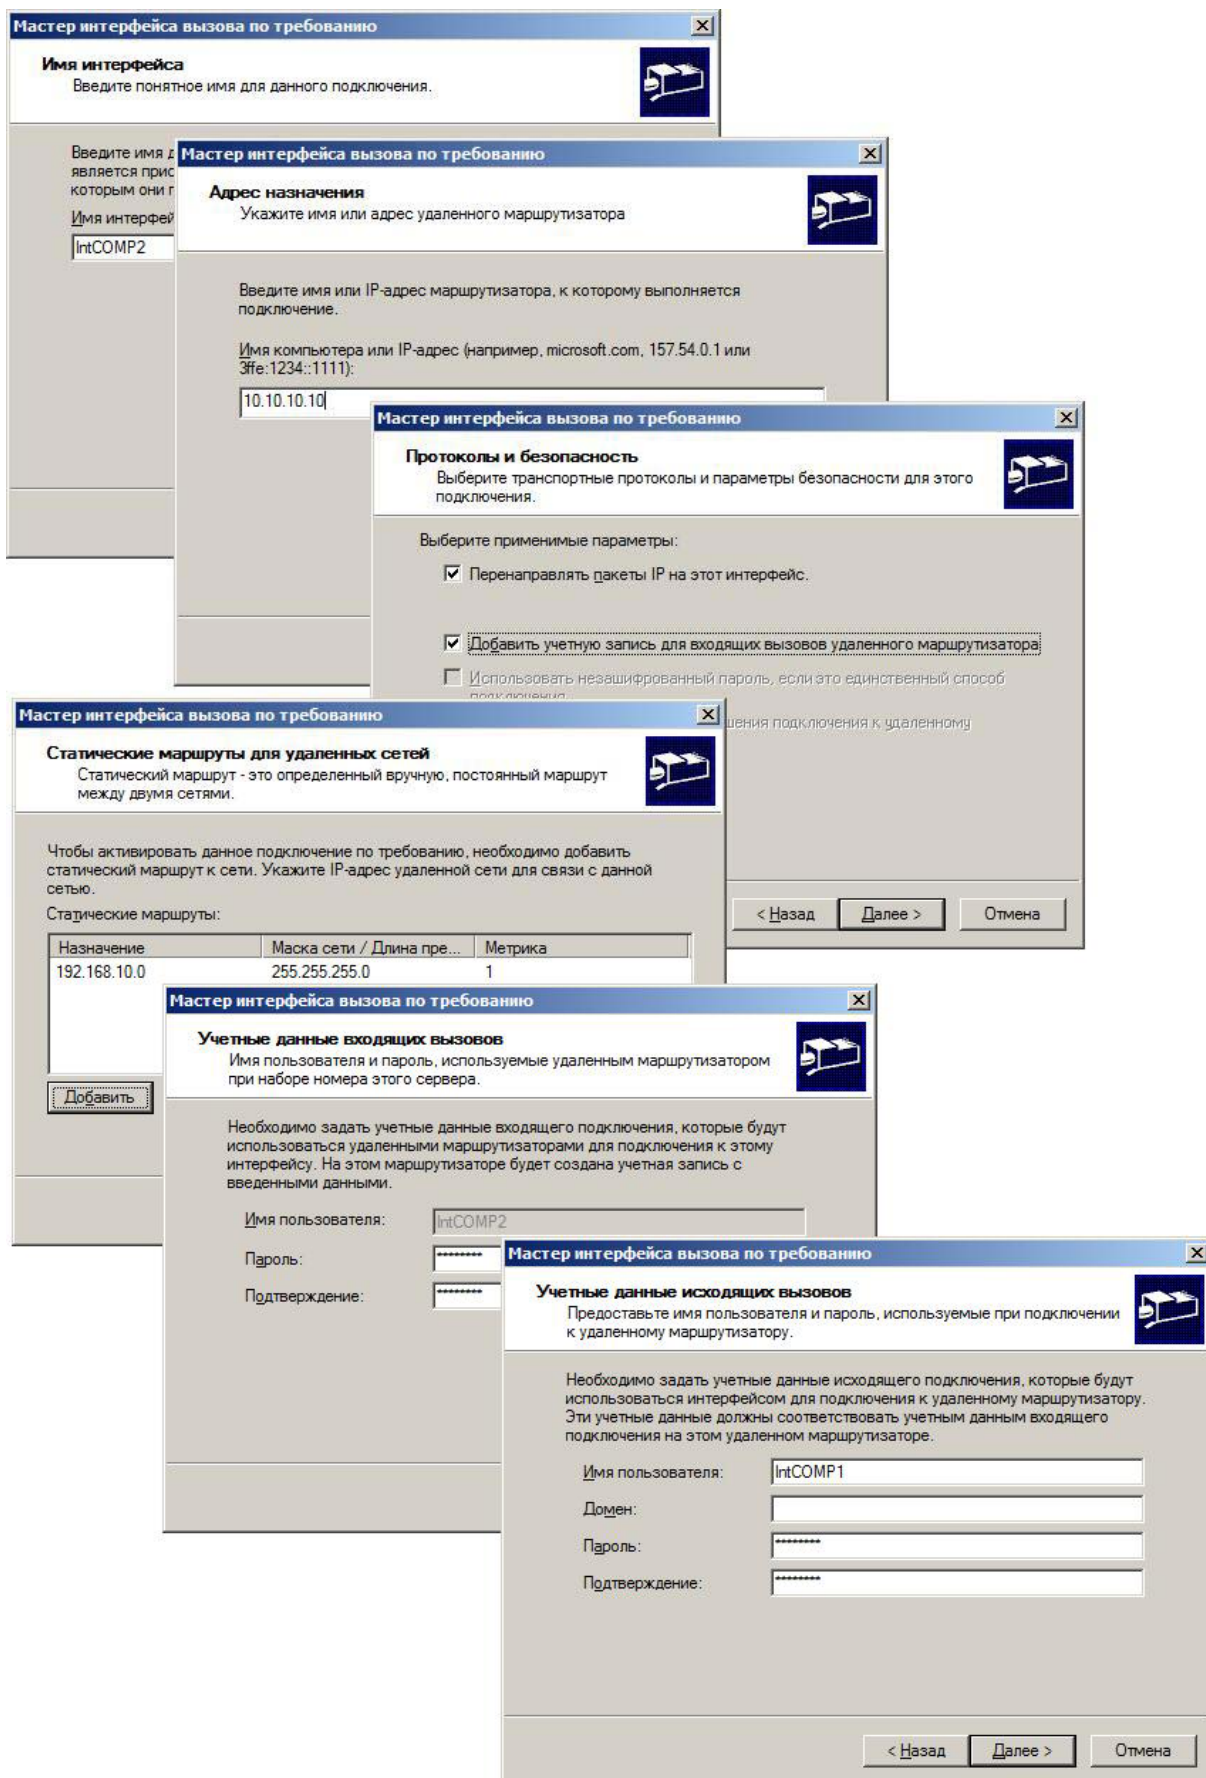 Мастер интерфейса вызова по требованию
Имя интерфейса
Введите понятное имя для данного подключения.
Введите имя
является
которым они
Имя
IntCOMP2
Мастер интерфейса вызова по требованию
Адрес назначения
Укажите имя или адрес удаленного маршрутизатора
Введите имя или IP-адрес маршрутизатора, к которому выполняется
подключение.
Имя компьютера или IP-адрес (например, microsoft.com, 157.54.0.1 или
3ffe:1234::1111):
10.10.10.10
Мастер интерфейса вызова по требованию
Протоколы и безопасность
Выберите транспортные протоколы и параметры безопасности для этого
подключения.
Выберите применимые параметры:
Перенаправлять пакеты IP на этот интерфейс.
Добавить учетную запись для входящих вызовов удаленного маршрутизатора
Использовать незашифрованный пароль, если это единственный способ
подключения
подключения к удаленному
< Назад
Далее >
Отмена
Мастер интерфейса вызова по требованию
Статические маршруты для удаленных сетей
Статический маршрут - это определенный вручную, постоянный маршрут
между двумя сетями.
Чтобы активировать данное подключение по требованию, необходимо добавить
статический маршрут к сети. Укажите IP-адрес удаленной сети для связи с данной
сетью.
Статические маршруты:
Назначение Маска сети / Длина пре... Метрика
192.168.10.0 255.255.255.0 1
Добавить
Мастер интерфейса вызова по требованию
Учетные данные входящих вызовов
Имя пользователя и пароль, используемые удаленным маршрутизатором
при наборе номера этого сервера.
Необходимо задать учетные данные входящего подключения, которые будут
использоваться удаленными маршрутизаторами для подключения к этому
интерфейсу. На этом маршрутизаторе будет создана учетная запись с
введенными данными.
Имя пользователя: IntCOMP2
Пароль: ********
Подтверждение: ********
Мастер интерфейса вызова по требованию
Учетные данные исходящих вызовов
Предоставьте имя пользователя и пароль, используемые при подключении
к удаленному маршрутизатору.
Необходимо задать учетные данные исходящего подключения, которые будут
использоваться интерфейсом для подключения к удаленному маршрутизатору.
Эти учетные данные должны соответствовать учетным данным входящего
подключения на этом удаленном маршрутизаторе.
Имя пользователя: IntCOMP1
Домен:
Пароль: ********
Подтверждение: ********
< Назад
Далее >
Отмена